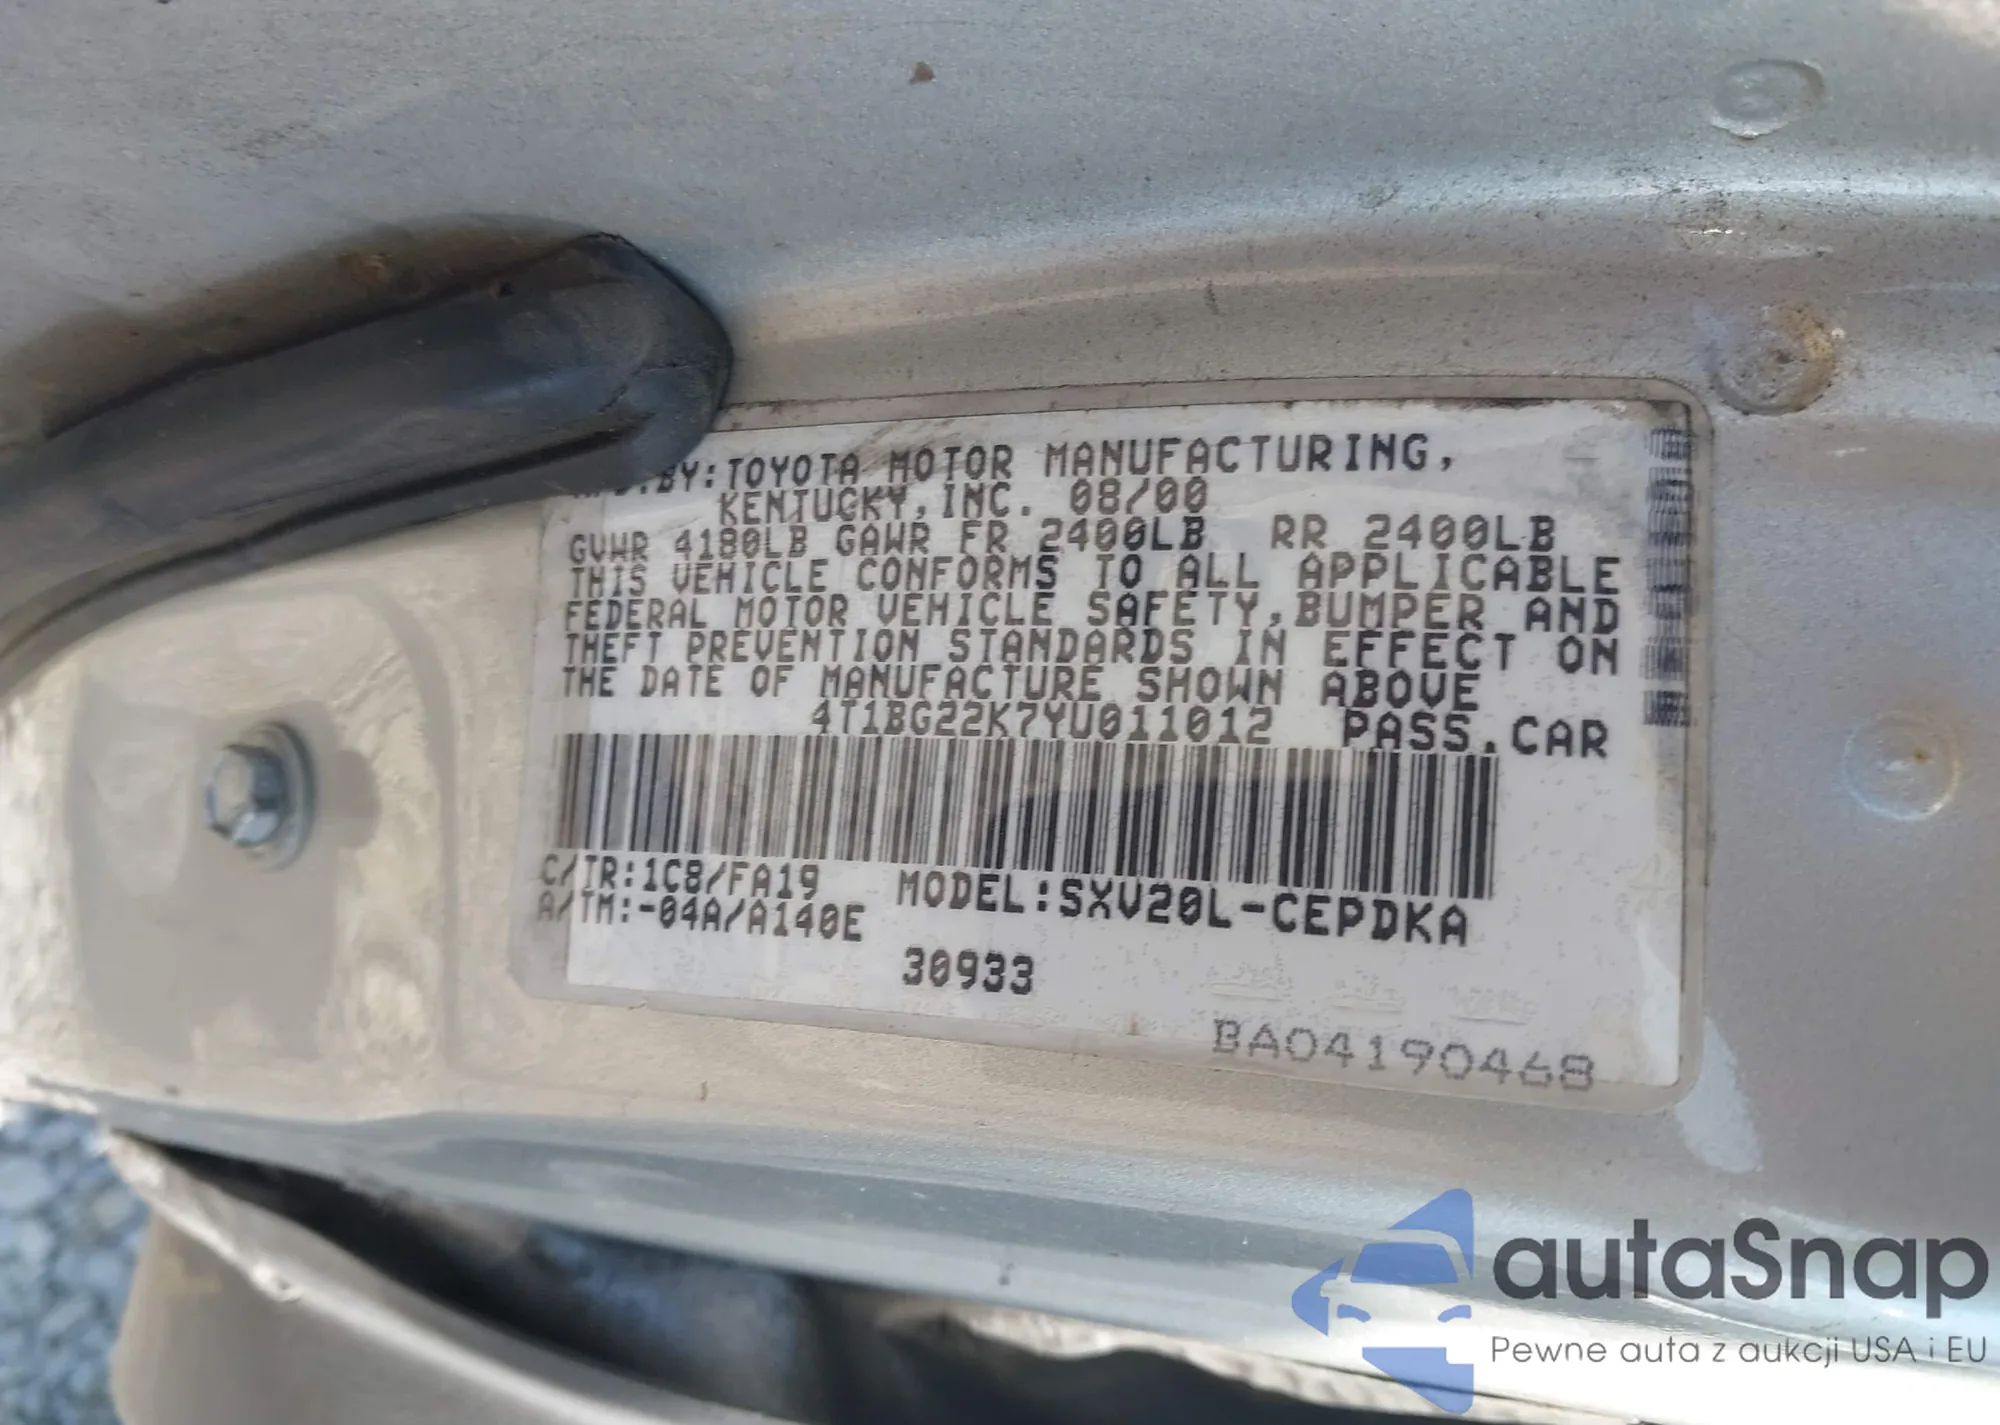 BY:TOYOTA MOTOR MANUFACTURING,
KENTUCKY,INC. 08/00
GVWR 4180LB GAWR FR 2400LB RR 2400LB
THIS VEHICLE CONFORMS TO ALL APPLICABLE
FEDERAL MOTOR VEHICLE SAFETY,BUMPER AND
THEFT PREVENTION STANDARDS IN EFFECT ON
THE DATE OF MANUFACTURE SHOWN ABOVE
4T1BG22K7YU011012 PASS.CAR
C/TR:1C8/FA19 MODEL:SXV20L-CEPDKA
A/TM:-04A/A140E
30933
BA04190468
autaSnap
Pewne auta z aukcji USA i EU